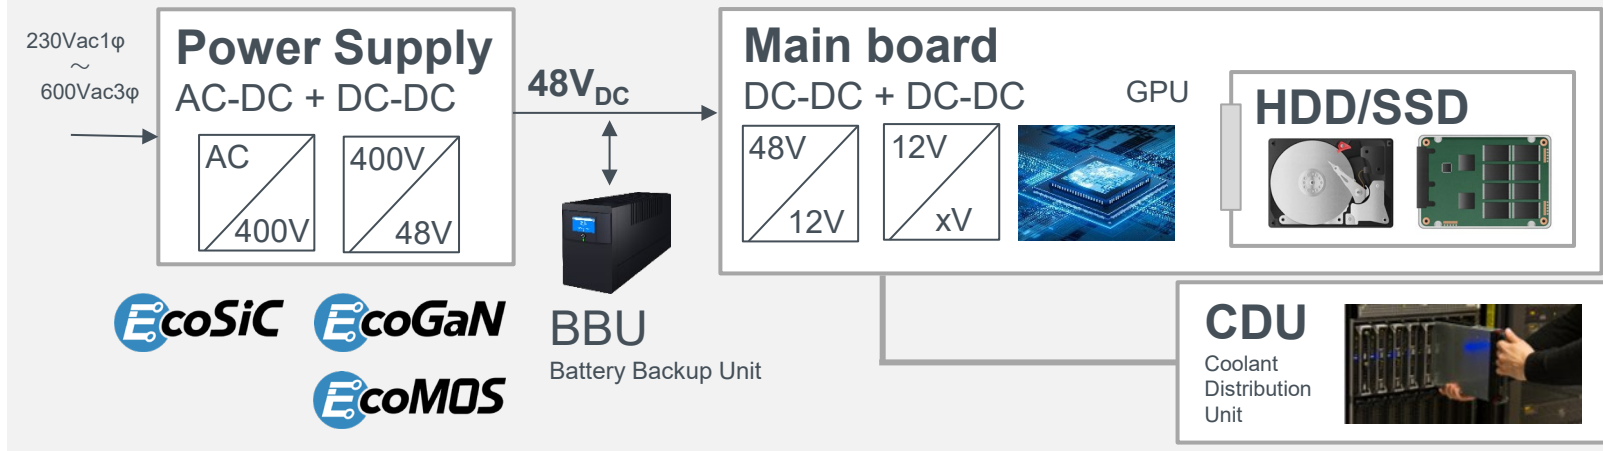 230Vac1φ
～
600Vac3φ
Power Supply
AC-DC + DC-DC
AC
400V
400V
48V
48VDC
Main board
DC-DC + DC-DC
48V
12V
12V
xV
GPU
HDD/SSD
EcoSiC
EcoGaN
EcoMOS
BBU
Battery Backup Unit
CDU
Coolant
Distribution
Unit